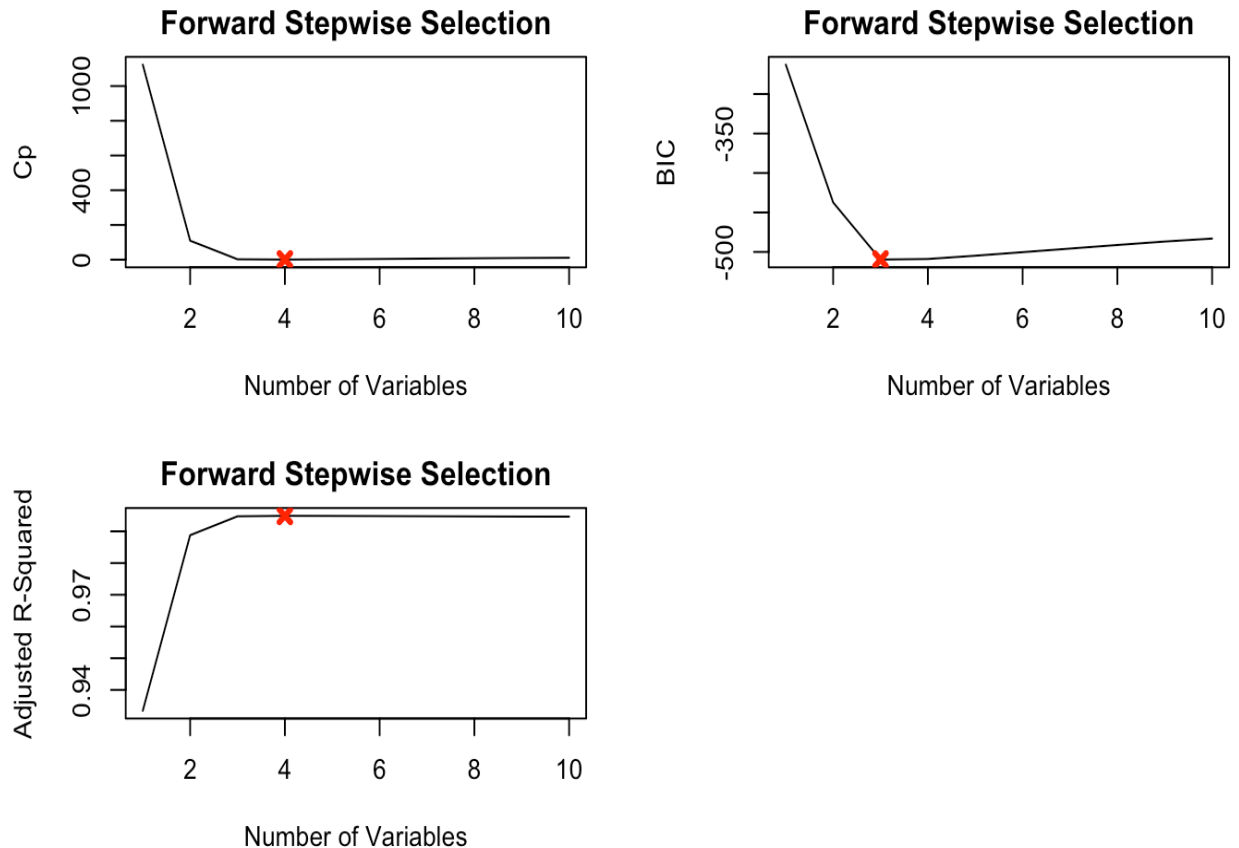 Forward Stepwise Selection
Cp
1000
400
0
2 4 6 8 10
Number of Variables
Forward Stepwise Selection
BIC
-350
-500
2 4 6 8 10
Number of Variables
Forward Stepwise Selection
Adjusted R-Squared
0.97
0.94
2 4 6 8 10
Number of Variables